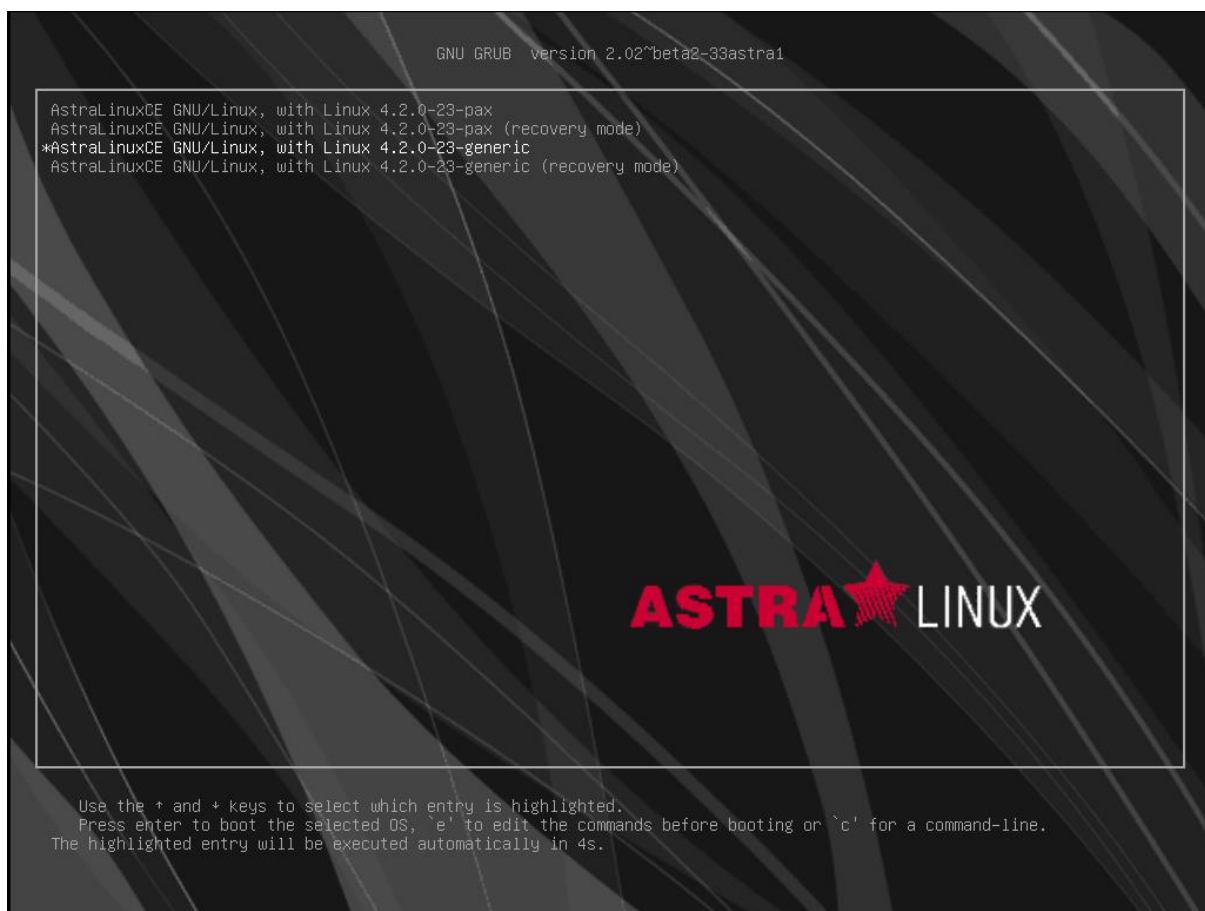 GNU GRUB  version 2.02~beta2-33astra1
AstraLinuxCE GNU/Linux, with Linux 4.2.0-23-pax
AstraLinuxCE GNU/Linux, with Linux 4.2.0-23-pax (recovery mode)
*AstraLinuxCE GNU/Linux, with Linux 4.2.0-23-generic
AstraLinuxCE GNU/Linux, with Linux 4.2.0-23-generic (recovery mode)
ASTRA LINUX
Use the ↑ and ↓ keys to select which entry is highlighted.
Press enter to boot the selected OS, `e' to edit the commands before booting or `c' for a command-line.
The highlighted entry will be executed automatically in 4s.